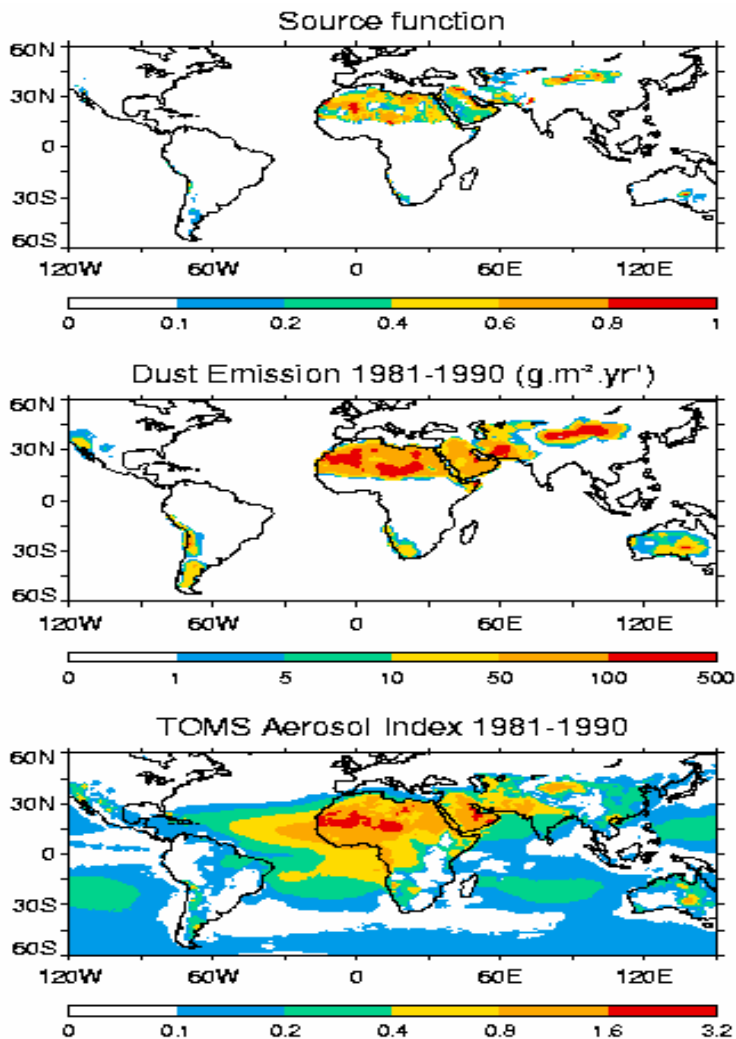 Source function
60N
30N
0
30S
60S
120W 60W 0 60E 120E
0 0.1 0.2 0.4 0.6 0.8 1
Dust Emission 1981-1990 (g.m².yr¹)
60N
30N
0
30S
60S
120W 60W 0 60E 120E
0 1 5 10 50 100 500
TOMS Aerosol Index 1981-1990
60N
30N
0
30S
60S
120W 60W 0 60E 120E
0 0.1 0.2 0.4 0.8 1.6 3.2